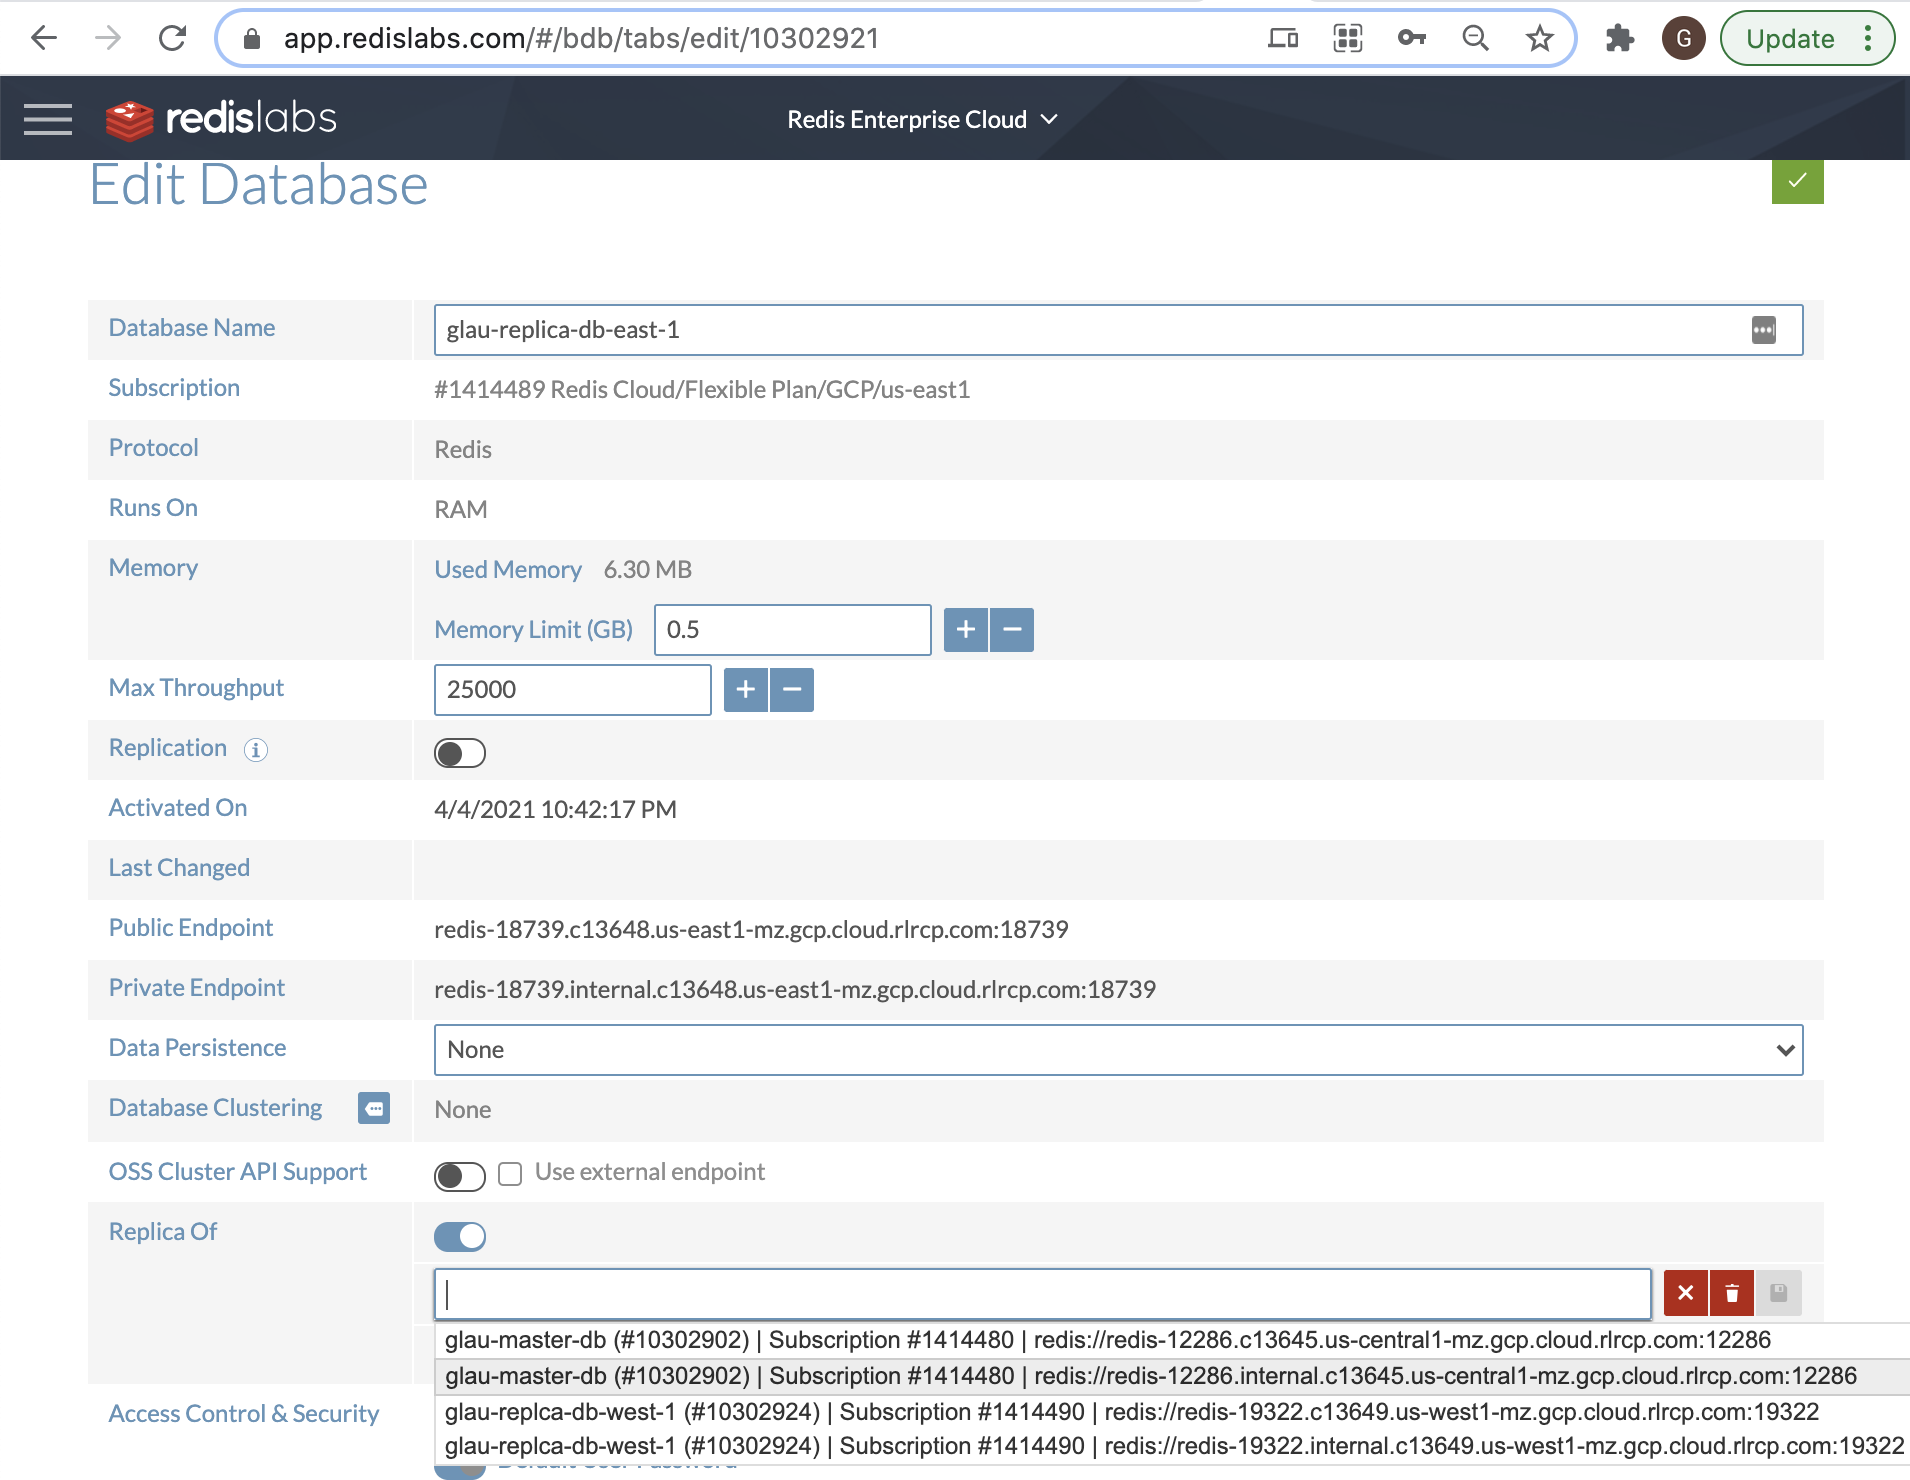 app.redislabs.com/#/bdb/tabs/edit/10302921
G
Update
redislabs
Redis Enterprise Cloud
Edit Database
Database Name
glau-replica-db-east-1
Subscription
#1414489 Redis Cloud/Flexible Plan/GCP/us-east1
Protocol
Redis
Runs On
RAM
Memory
Used Memory 6.30 MB
Memory Limit (GB) 0.5 + −
Max Throughput
25000 + −
Replication i
Activated On
4/4/2021 10:42:17 PM
Last Changed
Public Endpoint
redis-18739.c13648.us-east1-mz.gcp.cloud.rlrcp.com:18739
Private Endpoint
redis-18739.internal.c13648.us-east1-mz.gcp.cloud.rlrcp.com:18739
Data Persistence
None
Database Clustering
None
OSS Cluster API Support
Use external endpoint
Replica Of
glau-master-db (#10302902) | Subscription #1414480 | redis://redis-12286.c13645.us-central1-mz.gcp.cloud.rlrcp.com:12286
glau-master-db (#10302902) | Subscription #1414480 | redis://redis-12286.internal.c13645.us-central1-mz.gcp.cloud.rlrcp.com:12286
glau-replca-db-west-1 (#10302924) | Subscription #1414490 | redis://redis-19322.c13649.us-west1-mz.gcp.cloud.rlrcp.com:19322
glau-replca-db-west-1 (#10302924) | Subscription #1414490 | redis://redis-19322.internal.c13649.us-west1-mz.gcp.cloud.rlrcp.com:19322
Access Control & Security